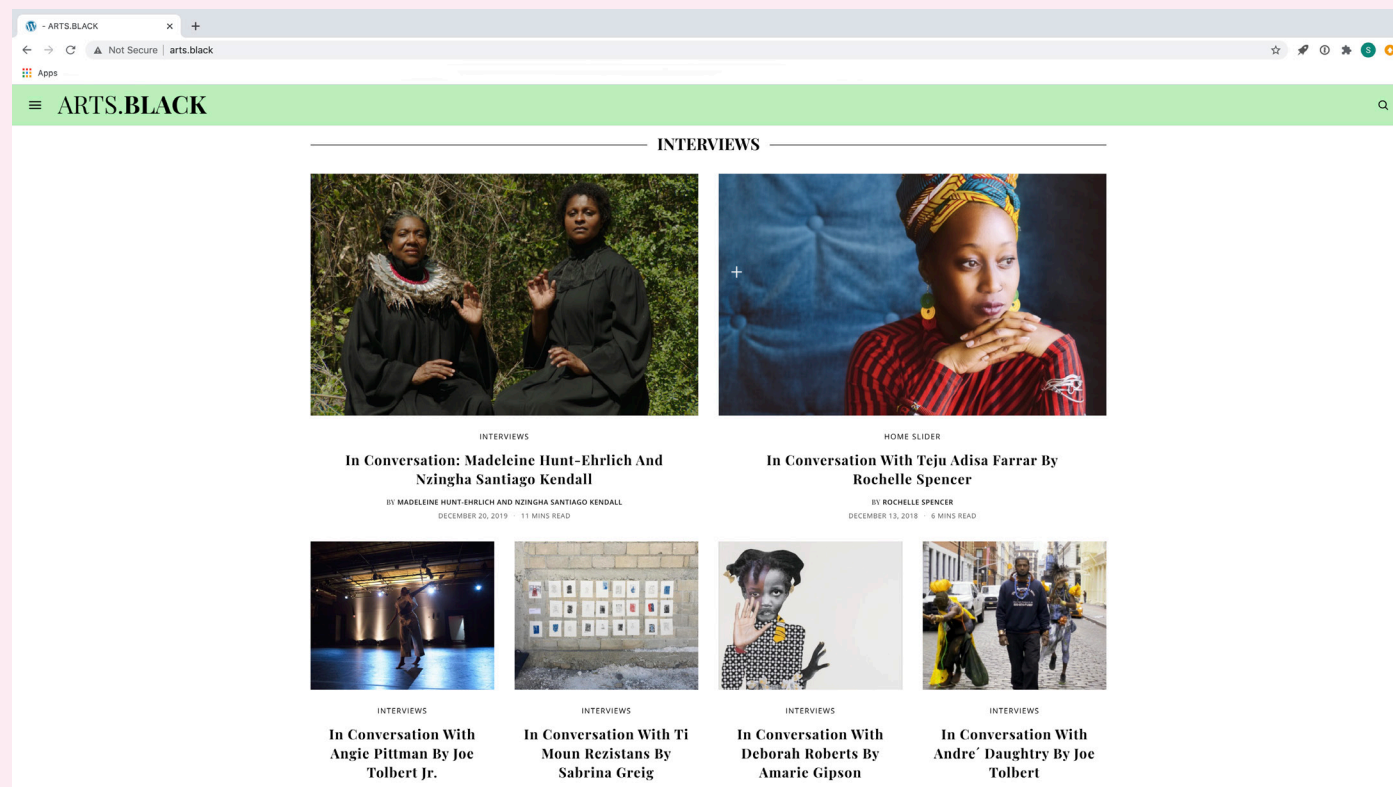 - ARTS.BLACK
Not Secure
arts.black
S
Apps
ARTS.BLACK
INTERVIEWS
INTERVIEWS
In Conversation: Madeleine Hunt-Ehrlich And
Nzingha Santiago Kendall
BY MADELEINE HUNT-EHRLICH AND NZINGHA SANTIAGO KENDALL
DECEMBER 20, 2019 · 11 MINS READ
HOME SLIDER
In Conversation With Teju Adisa Farrar By
Rochelle Spencer
BY ROCHELLE SPENCER
DECEMBER 13, 2018 · 6 MINS READ
INTERVIEWS
In Conversation With
Angie Pittman By Joe
Tolbert Jr.
INTERVIEWS
In Conversation With Ti
Moun Rezistans By
Sabrina Greig
INTERVIEWS
In Conversation With
Deborah Roberts By
Amarie Gipson
INTERVIEWS
In Conversation With
Andre´ Daughtry By Joe
Tolbert